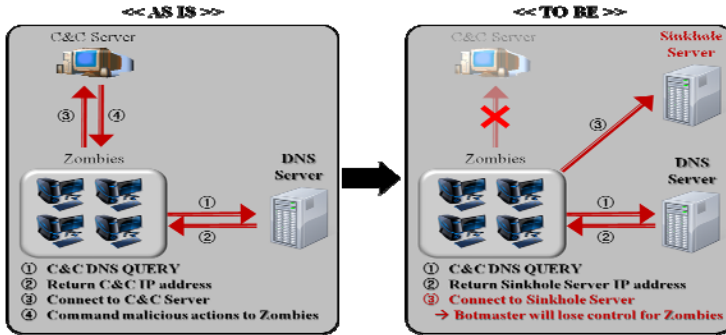 << AS IS >>
C&C Server
③
④
Zombies
DNS
Server
①
②
① C&C DNS QUERY
② Return C&C IP address
③ Connect to C&C Server
④ Command malicious actions to Zombies
<< TO BE >>
C&C Server
Sinkhole
Server
③
Zombies
DNS
Server
①
②
① C&C DNS QUERY
② Return Sinkhole Server IP address
③ Connect to Sinkhole Server
→ Botmaster will lose control for Zombies